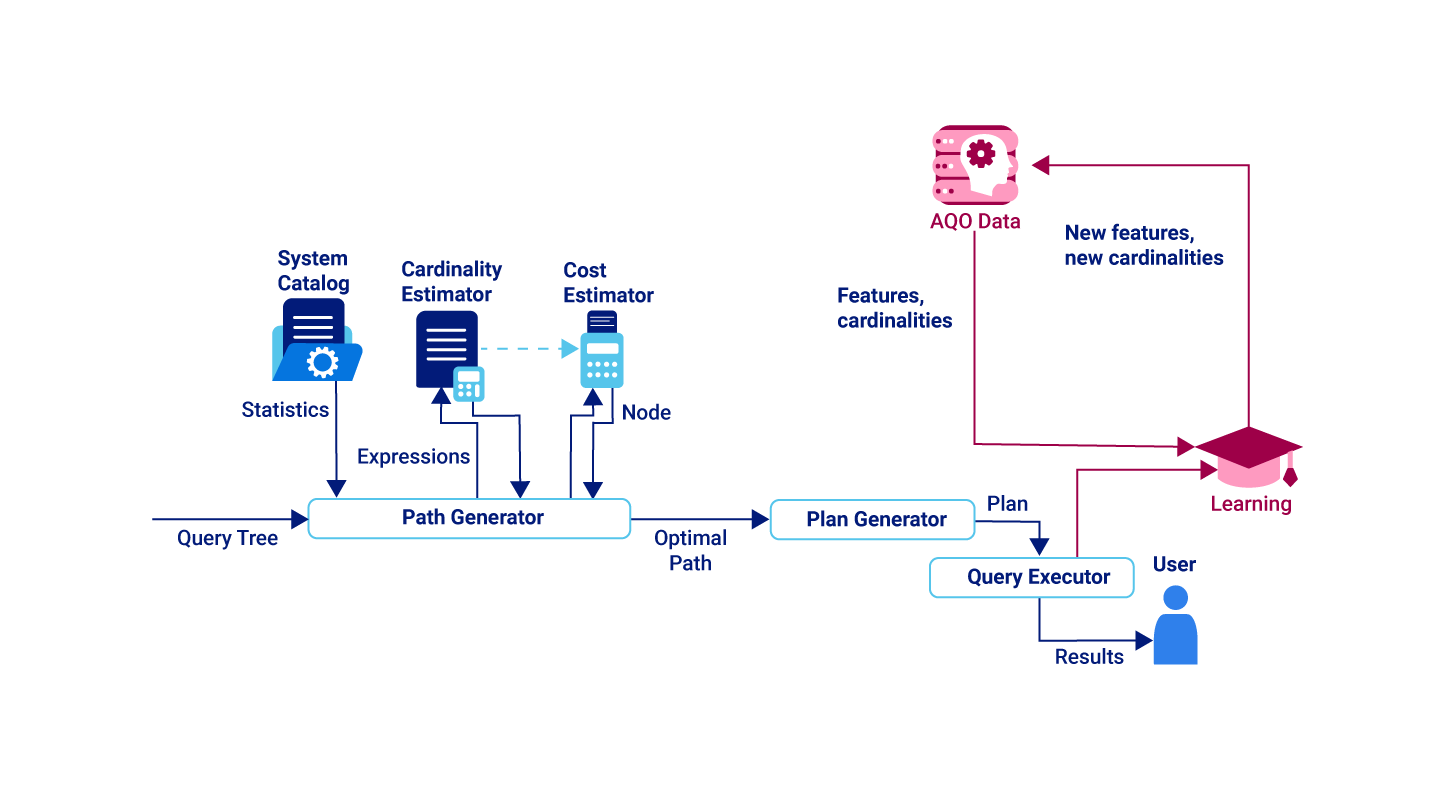 System
Catalog
Cardinality
Estimator
Cost
Estimator
AQO Data
New features,
new cardinalities
Features,
cardinalities
Statistics
Expressions
Node
Query Tree
Path Generator
Optimal
Path
Plan Generator
Plan
Learning
Query Executor
User
Results